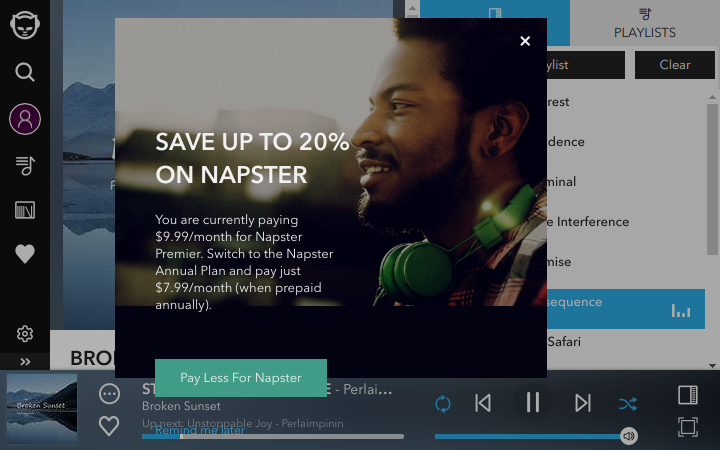 PLAYLISTS
ylist
Clear
SAVE UP TO 20%
ON NAPSTER
You are currently paying
$9.99/month for Napster
Premier. Switch to the Napster
Annual Plan and pay just
$7.99/month (when prepaid
annually).
Pay Less For Napster
Remind me later
rest
dence
minal
e Interference
mise
sequence
Safari
BRO
Broken Sunset
ST
E - Perlai...
Broken Sunset
Up next: Unstoppable Joy - Perlaimpinin